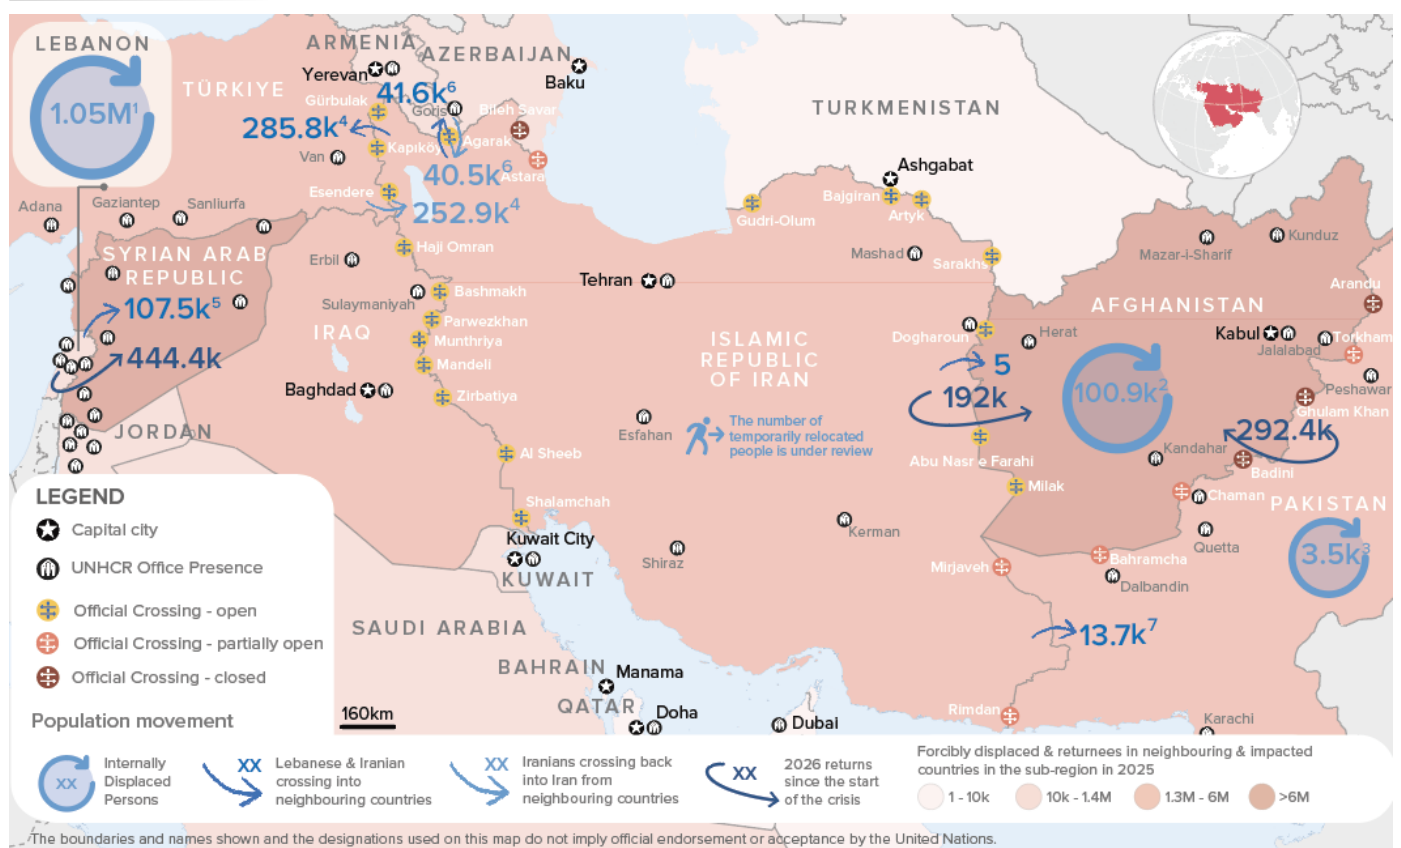 LEBANON
1.05M¹
TÜRKİYE
ARMENIA
AZERBAIJAN
Yerevan
Baku
Gürbulak
41.6k⁶
Goris
Bileh Savar
285.8k⁴
Kapıköy
Agarak
Van
40.5k⁶
Astara
Esendere
252.9k⁴
Adana
Gaziantep
Sanliurfa
TURKMENISTAN
Ashgabat
Bajgiran
Artyk
Gudri-Olum
Mashad
Sarakhs
Mazar-i-Sharif
Kunduz
SYRIAN ARAB
REPUBLIC
107.5k⁵
444.4k
Erbil
Haji Omran
Sulaymaniyah
Bashmakh
Parwezkhan
IRAQ
Munthriya
Mandeli
Baghdad
Zirbatiya
JORDAN
Al Sheeb
Shalamchah
Tehran
ISLAMIC
REPUBLIC
OF IRAN
Esfahan
The number of
temporarily relocated
people is under review
Dogharoun
5
192k
Abu Nasr e Farahi
Milak
Herat
AFGHANISTAN
Kabul
Jalalabad
Arandu
Torkham
Peshawar
Ghulam Khan
100.9k²
292.4k
Kandahar
Badini
Chaman
PAKISTAN
Quetta
3.5k³
Kerman
Shiraz
Mirjaveh
Bahramcha
Dalbandin
13.7k⁷
Rimdan
Karachi
Kuwait City
KUWAIT
SAUDI ARABIA
BAHRAIN
Manama
QATAR
Doha
Dubai
160km
LEGEND
Capital city
UNHCR Office Presence
Official Crossing - open
Official Crossing - partially open
Official Crossing - closed
Population movement
XX
Internally
Displaced
Persons
XX
Lebanese & Iranian
crossing into
neighbouring countries
XX
Iranians crossing back
into Iran from
neighbouring countries
XX
2026 returns
since the start
of the crisis
Forcibly displaced & returnees in neighbouring & impacted
countries in the sub-region in 2025
1 - 10k
10k - 1.4M
1.3M - 6M
>6M
The boundaries and names shown and the designations used on this map do not imply official endorsement or acceptance by the United Nations.